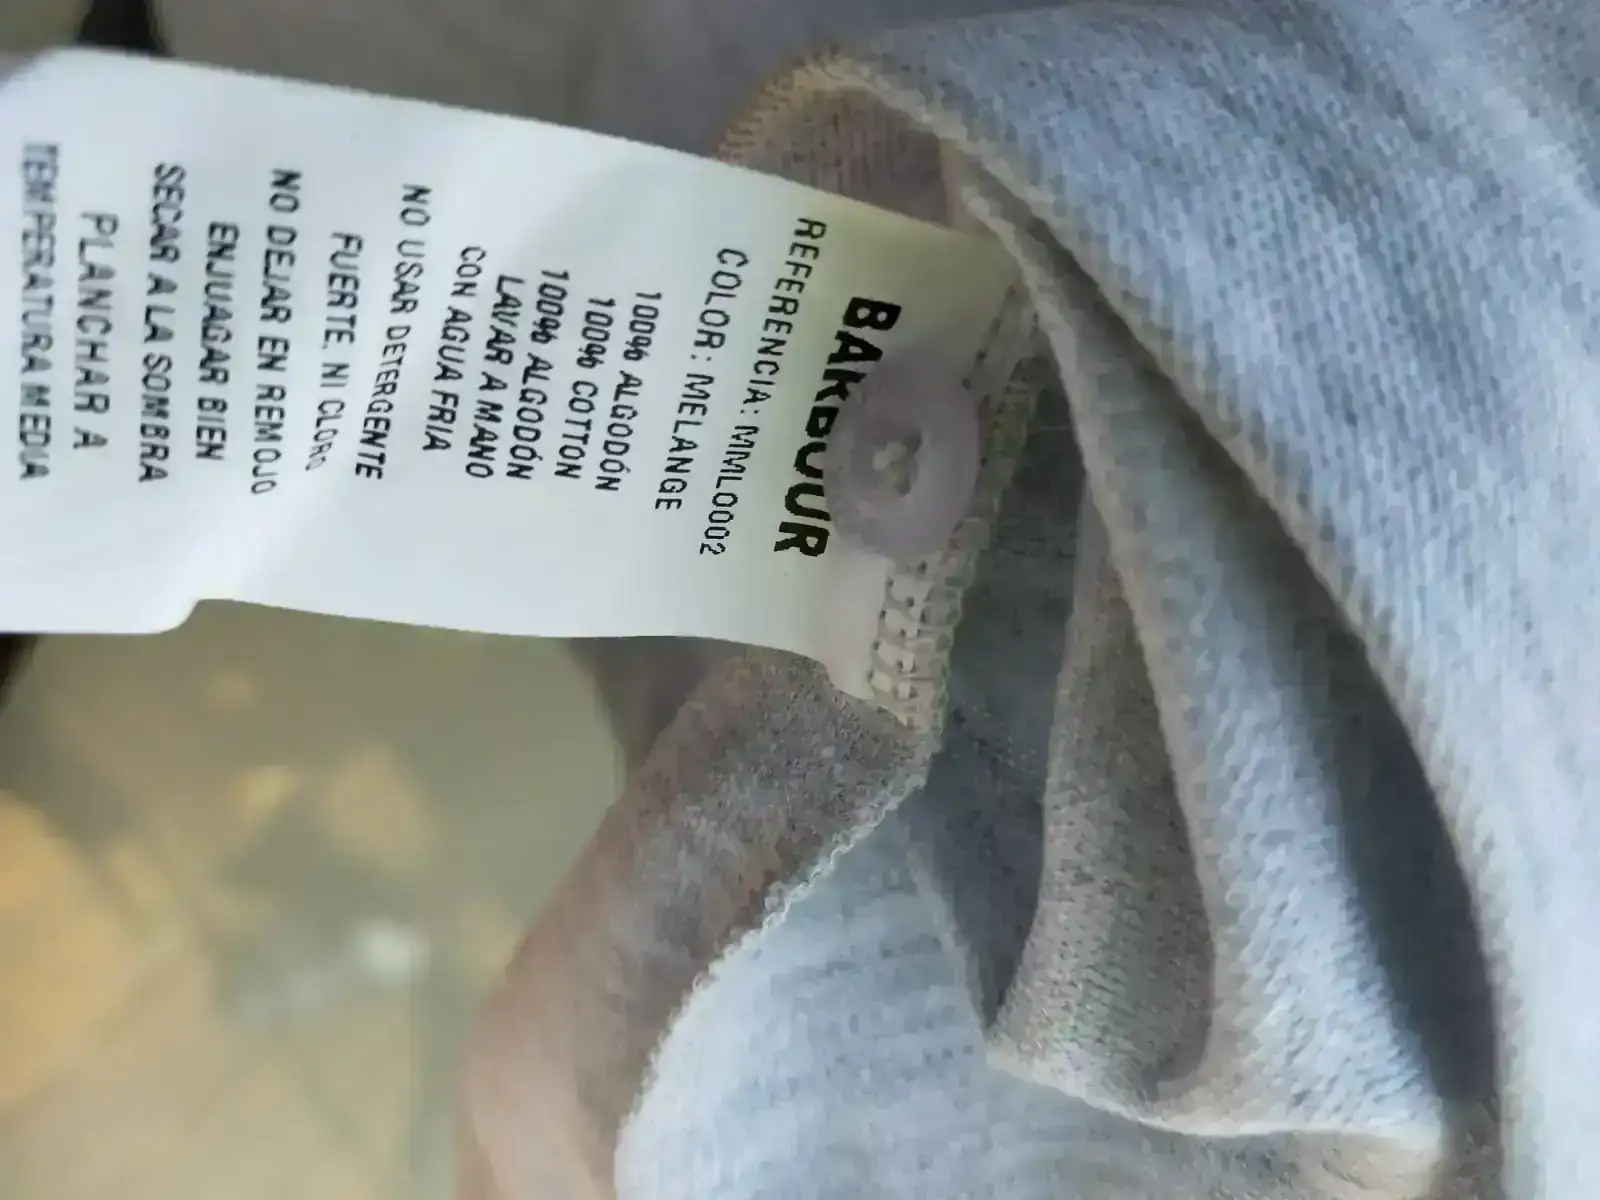 BARBOUR
REFERENCIA: MML0002
COLOR: MELANGE
100% ALGODÓN
100% COTTON
100% ALGODÓN
LAVAR A MANO
CON AGUA FRIA
NO USAR DETERGENTE
FUERTE, NI CLORO
NO DEJAR EN REMOJO
ENJUAGAR BIEN
SECAR A LA SOMBRA
PLANCHAR A
TEMPERATURA MEDIA